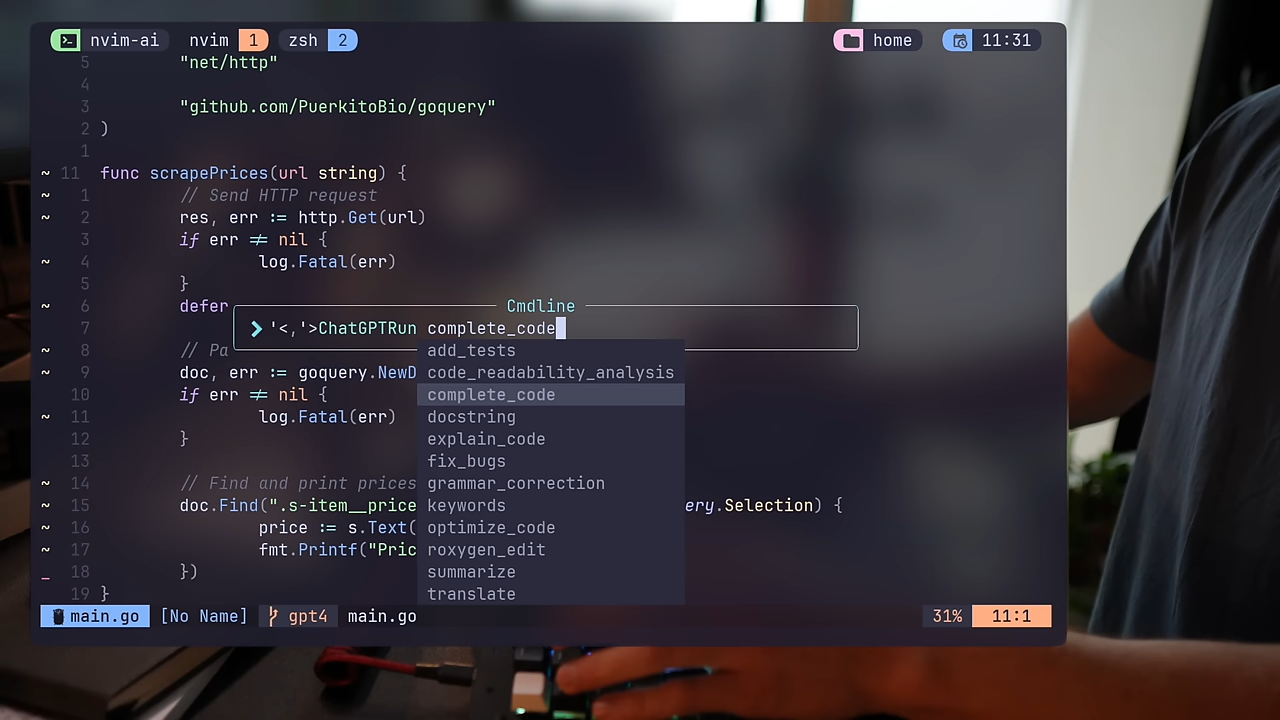 nvim-ai nvim 1 zsh 2 home 11:31
5 "net/http"
4
3 "github.com/PuerkitoBio/goquery"
2 )
1
~ 11 func scrapePrices(url string) {
~ 1 // Send HTTP request
~ 2 res, err := http.Get(url)
3 if err ≠ nil {
~ 4 log.Fatal(err)
5 }
~ 6 defer
Cmdline
7 '<,'>ChatGPTRun complete_code
~ 8 // Pa
add_tests
~ 9 doc, err := goquery.NewD
code_readability_analysis
10 if err ≠ nil {
complete_code
~ 11 log.Fatal(err)
docstring
12 }
explain_code
13
fix_bugs
~ 14 // Find and print prices
grammar_correction
~ 15 doc.Find(".s-item__price
keywords
ery.Selection) {
~ 16 price := s.Text(
optimize_code
~ 17 fmt.Printf("Pric
roxygen_edit
_ 18 })
summarize
19 }
translate
main.go [No Name] gpt4 main.go 31% 11:1